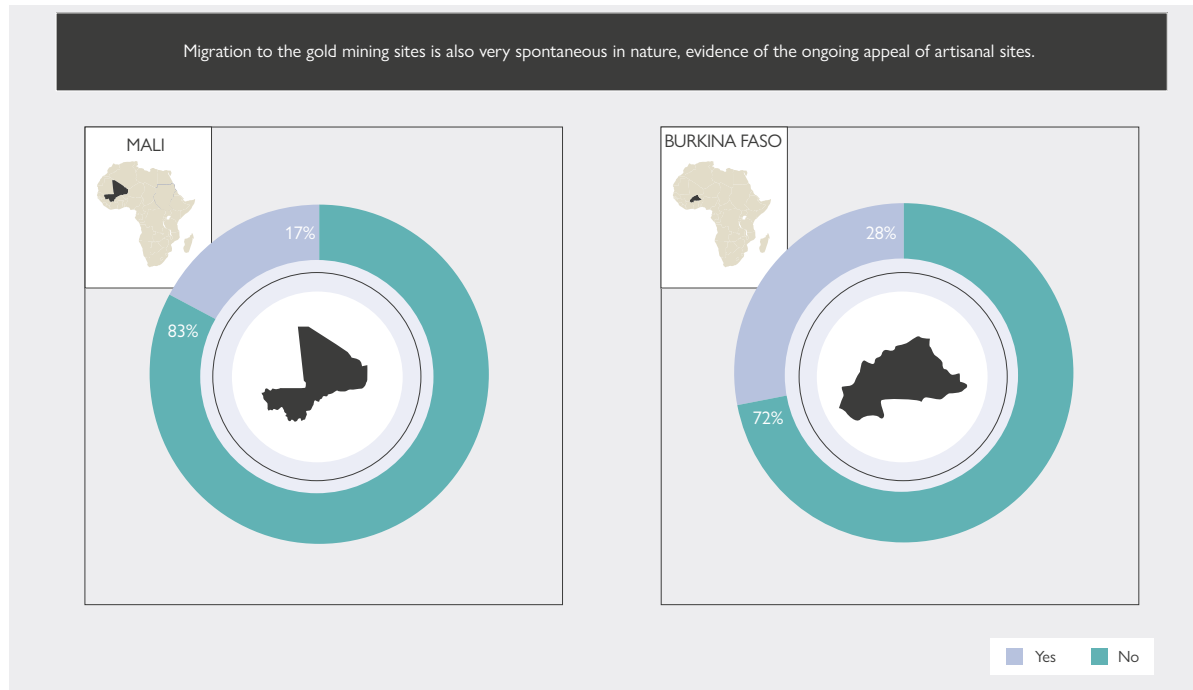 Migration to the gold mining sites is also very spontaneous in nature, evidence of the ongoing appeal of artisanal sites.
MALI
17%
83%
BURKINA FASO
28%
72%
Yes
No